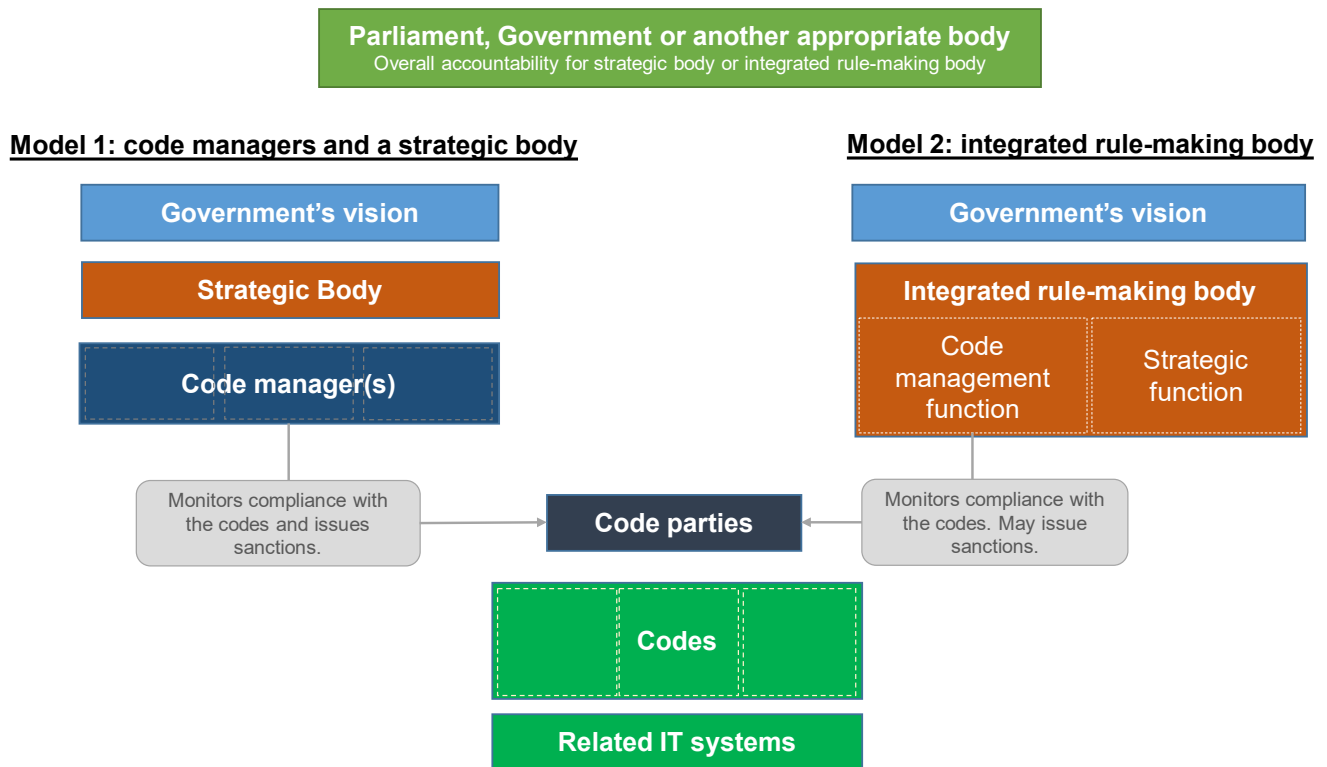 Parliament, Government or another appropriate body
Overall accountability for strategic body or integrated rule-making body
Model 1: code managers and a strategic body
Government’s vision
Strategic Body
Code manager(s)
Monitors compliance with
the codes and issues
sanctions.
Model 2: integrated rule-making body
Government’s vision
Integrated rule-making body
Code
management
function
Strategic
function
Monitors compliance with
the codes. May issue
sanctions.
Code parties
Codes
Related IT systems